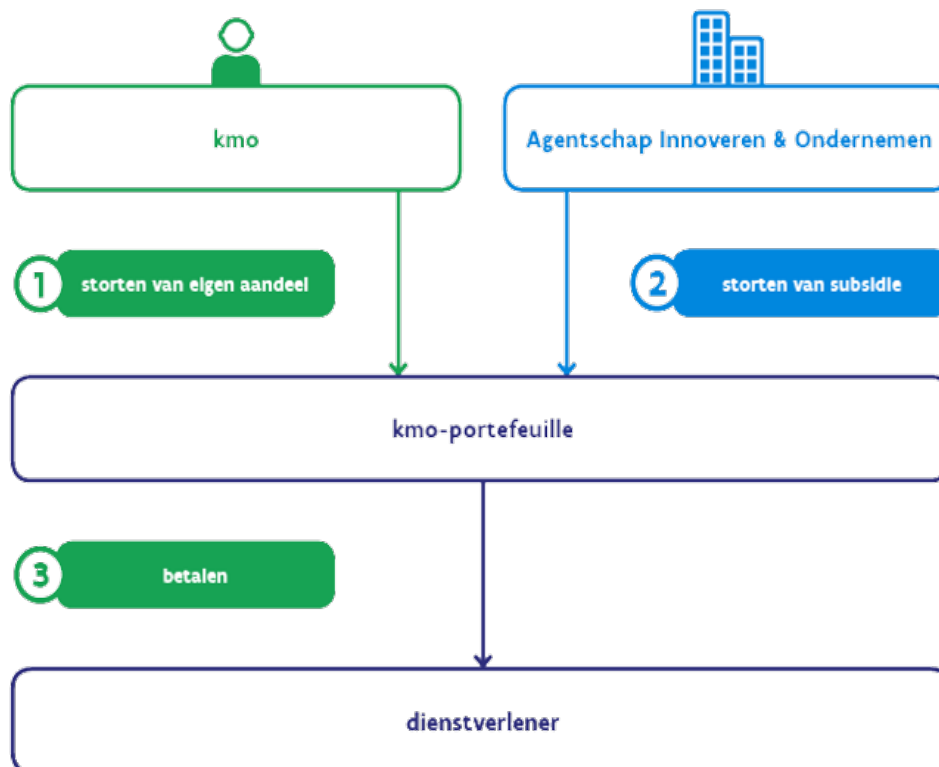 kmo
Agentschap Innoveren & Ondernemen
1 storten van eigen aandeel
2 storten van subsidie
kmo-portefeuille
3 betalen
dienstverlener